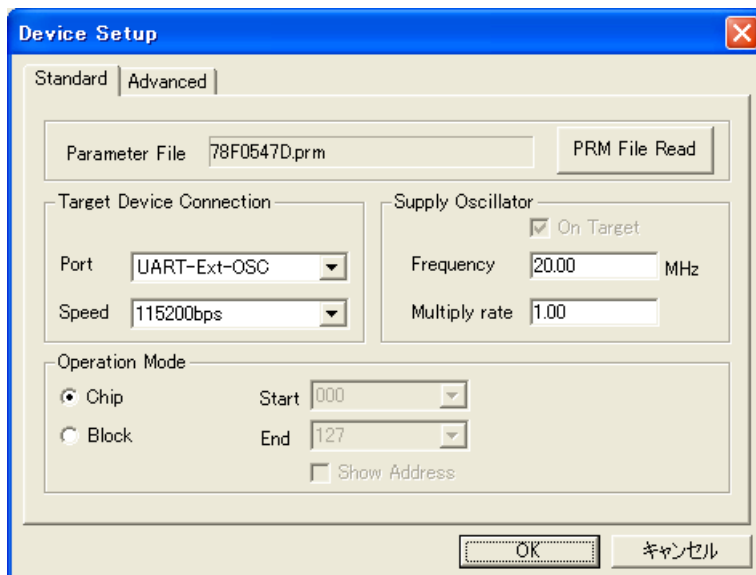 Device Setup
Standard Advanced
Parameter File 78F0547D.prm PRM File Read
Target Device Connection
Port UART-Ext-OSC
Speed 115200bps
Supply Oscillator
On Target
Frequency 20.00 MHz
Multiply rate 1.00
Operation Mode
Chip Start 000
Block End 127
Show Address
OK キャンセル